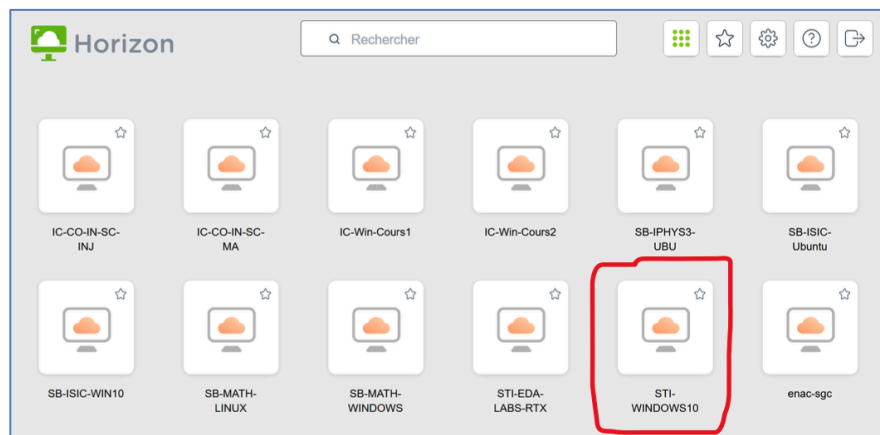 Horizon
Rechercher
IC-CO-IN-SC-
INJ
IC-CO-IN-SC-
MA
IC-Win-Cours1
IC-Win-Cours2
SB-IPHYS3-
UBU
SB-ISIC-
Ubuntu
SB-ISIC-WIN10
SB-MATH-
LINUX
SB-MATH-
WINDOWS
STI-EDA-
LABS-RTX
STI-
WINDOWS10
enac-sgc